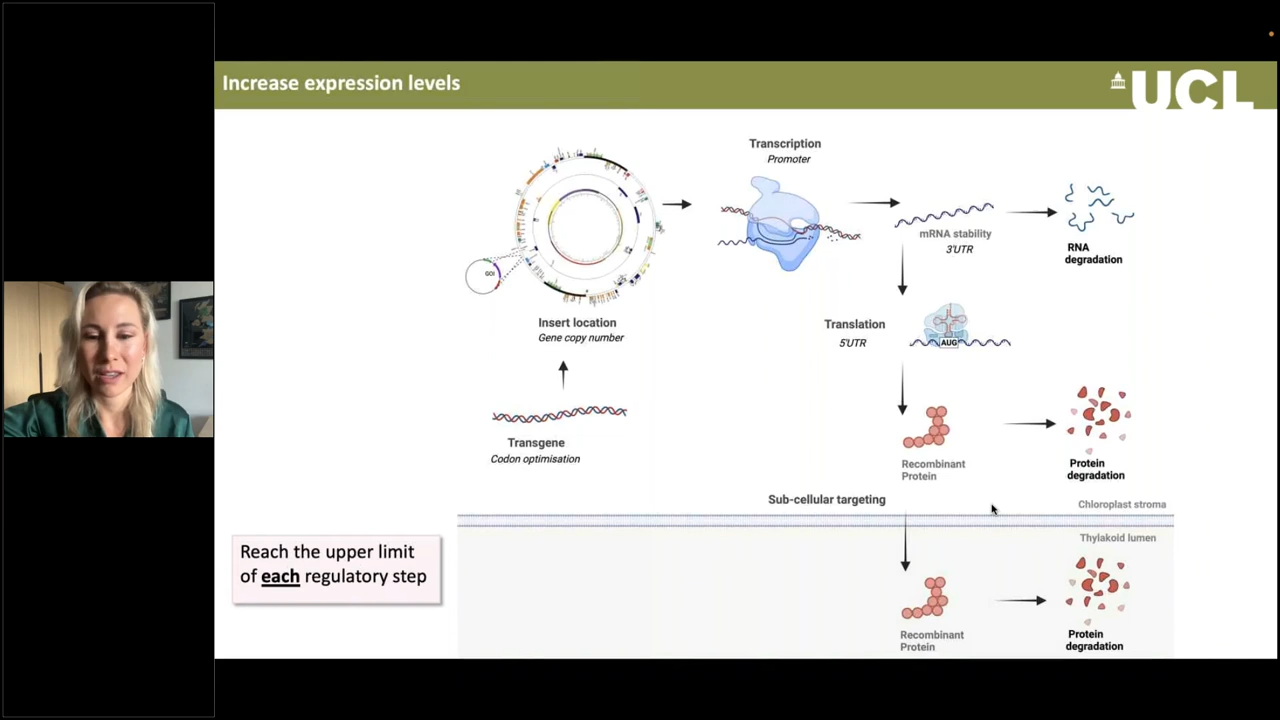 Increase expression levels
UCL
Transcription
Promoter
mRNA stability
3'UTR
RNA
degradation
GOI
Insert location
Gene copy number
Translation
5'UTR
AUG
Transgene
Codon optimisation
Recombinant
Protein
Protein
degradation
Sub-cellular targeting
Chloroplast stroma
Thylakoid lumen
Reach the upper limit
of each regulatory step
Recombinant
Protein
Protein
degradation